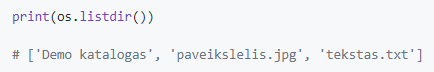 print(os.listdir())
# ['Demo katalogas', 'paveikslelis.jpg', 'tekstas.txt']